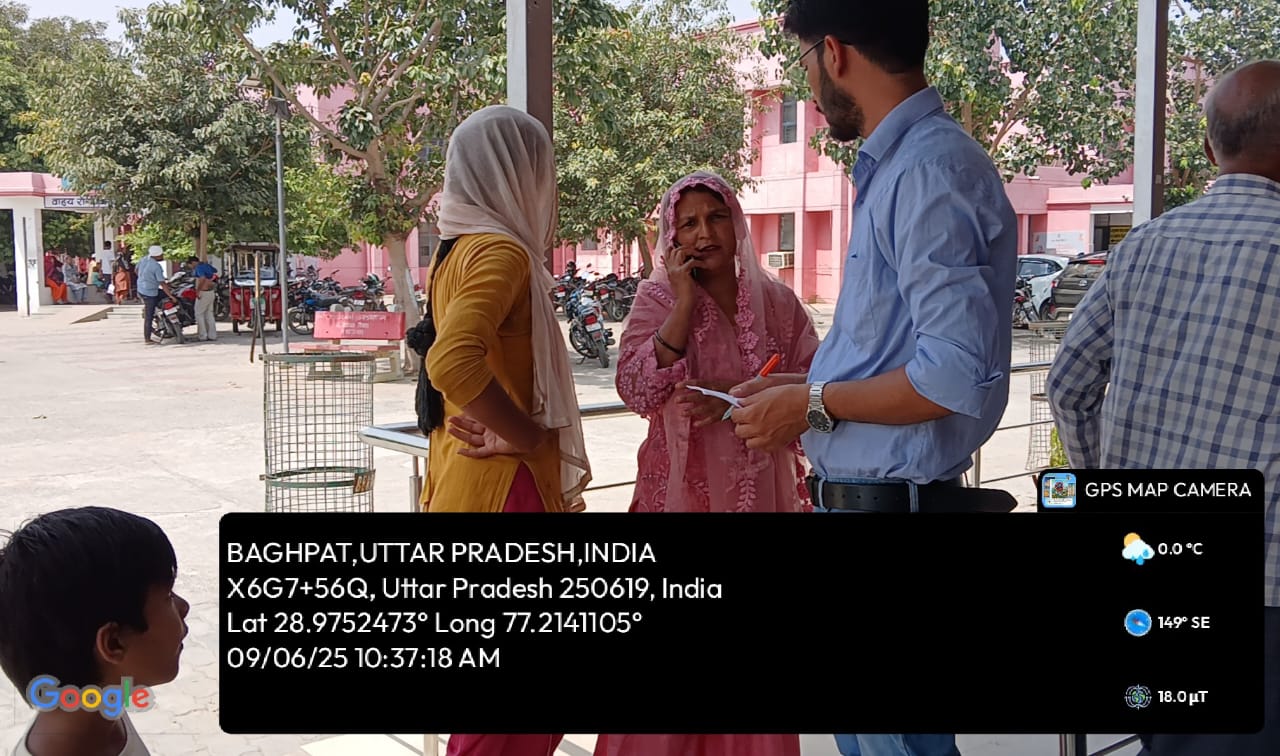 वाह्य रोगी
GPS MAP CAMERA
BAGHPAT,UTTAR PRADESH,INDIA
X6G7+56Q, Uttar Pradesh 250619, India
Lat 28.9752473° Long 77.2141105°
09/06/25 10:37:18 AM
0.0 °C
149° SE
18.0 µT
Google